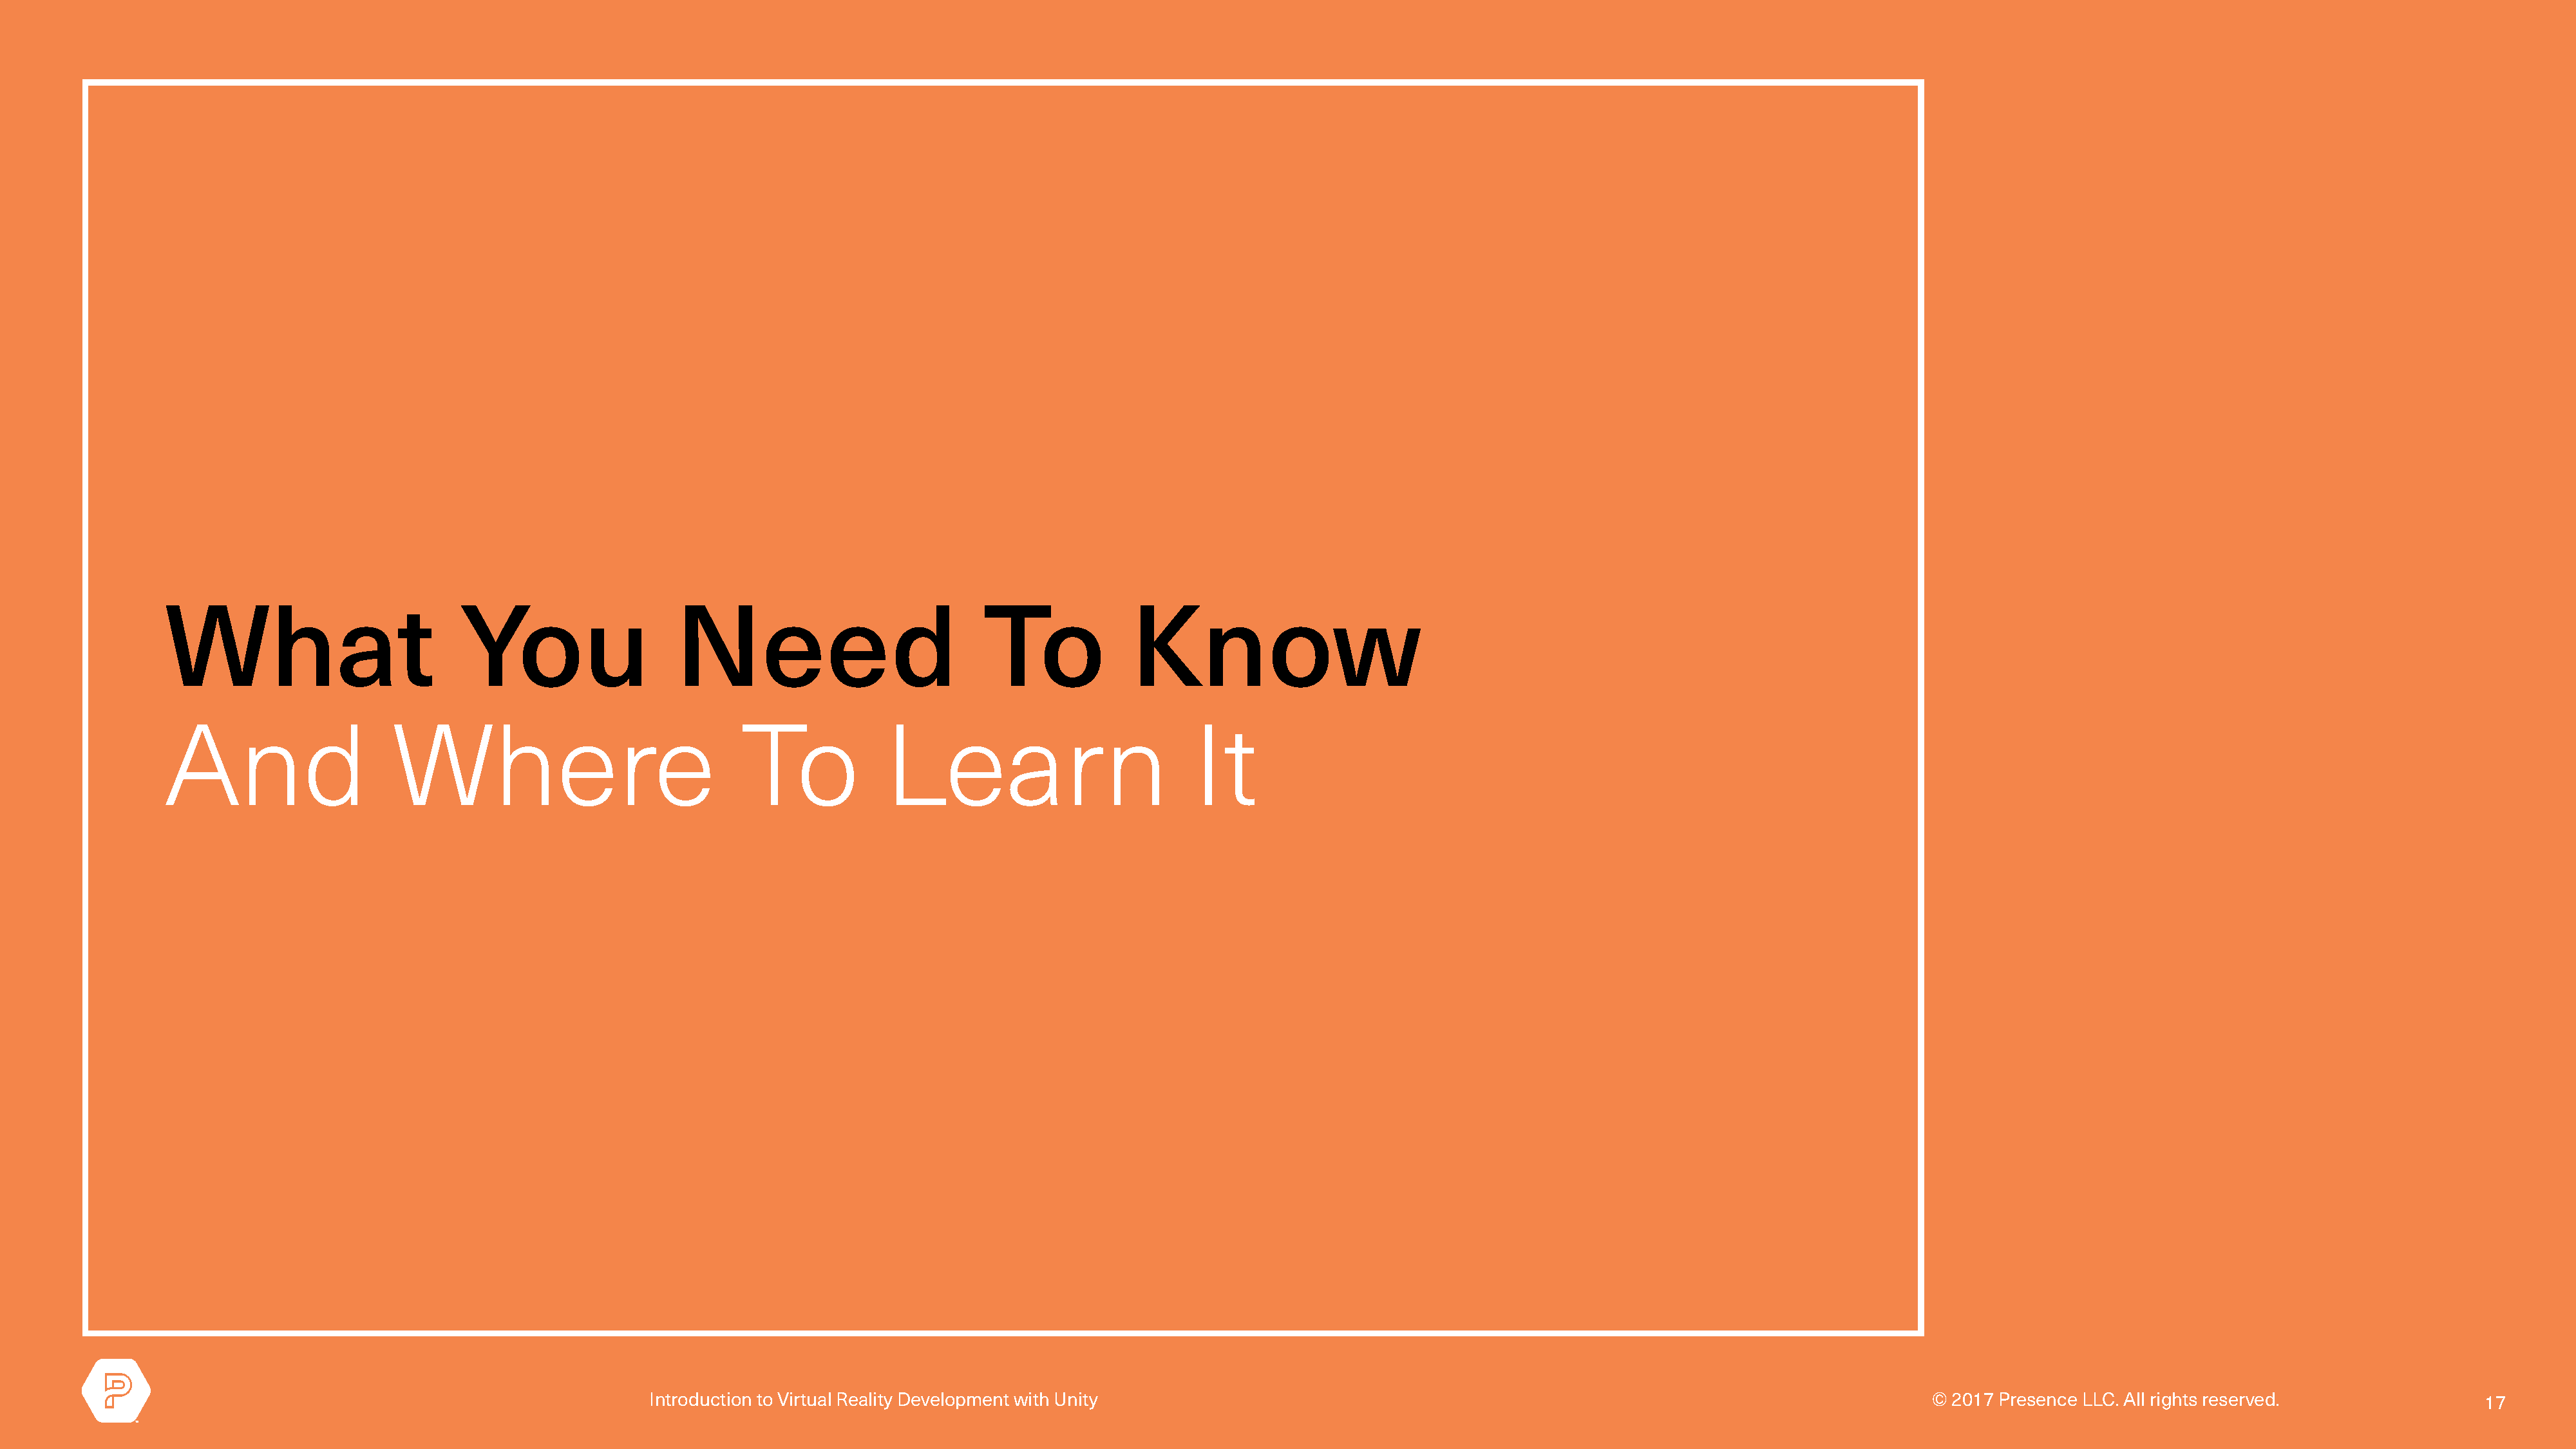 What You Need To Know
And Where To Learn It
Introduction to Virtual Reality Development with Unity
© 2017 Presence LLC. All rights reserved.
17